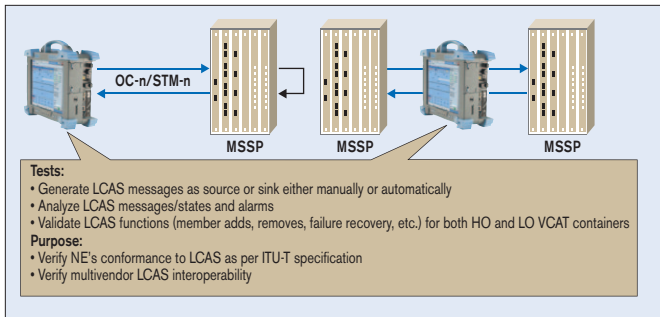 OC-n/STM-n
MSSP
MSSP
MSSP
Tests:
• Generate LCAS messages as source or sink either manually or automatically
• Analyze LCAS messages/states and alarms
• Validate LCAS functions (member adds, removes, failure recovery, etc.) for both HO and LO VCAT containers
Purpose:
• Verify NE's conformance to LCAS as per ITU-T specification
• Verify multivendor LCAS interoperability